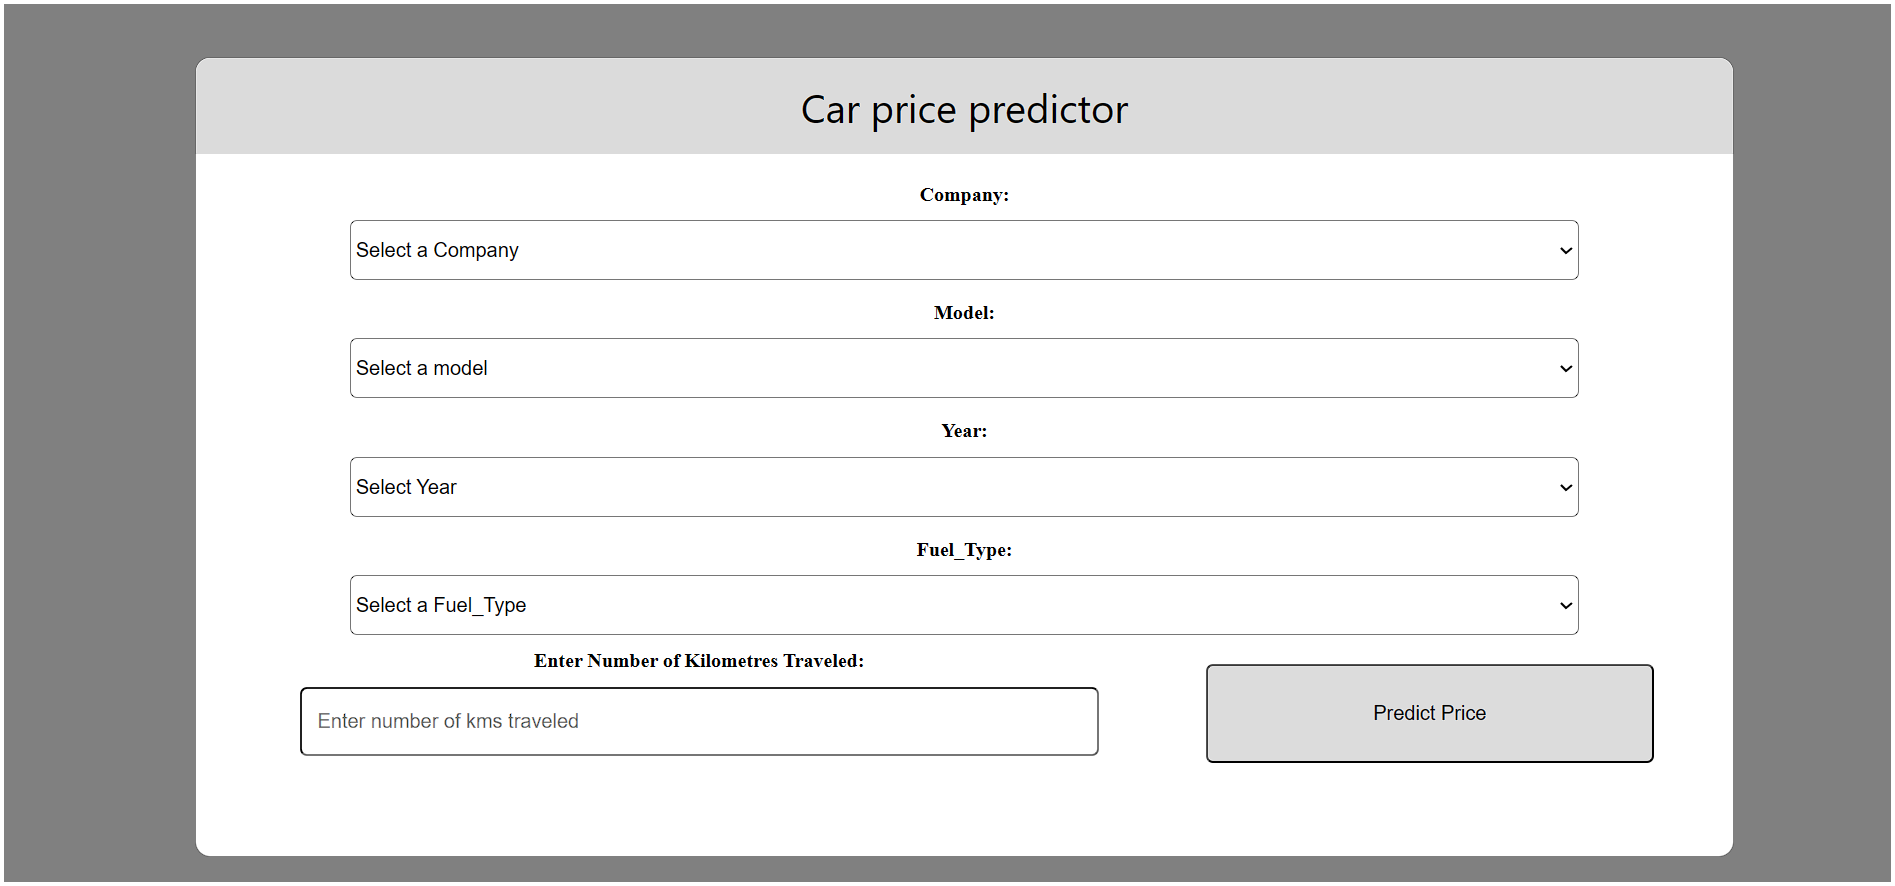 Car price predictor
Company:
Select a Company
Model:
Select a model
Year:
Select Year
Fuel_Type:
Select a Fuel_Type
Enter Number of Kilometres Traveled:
Enter number of kms traveled
Predict Price